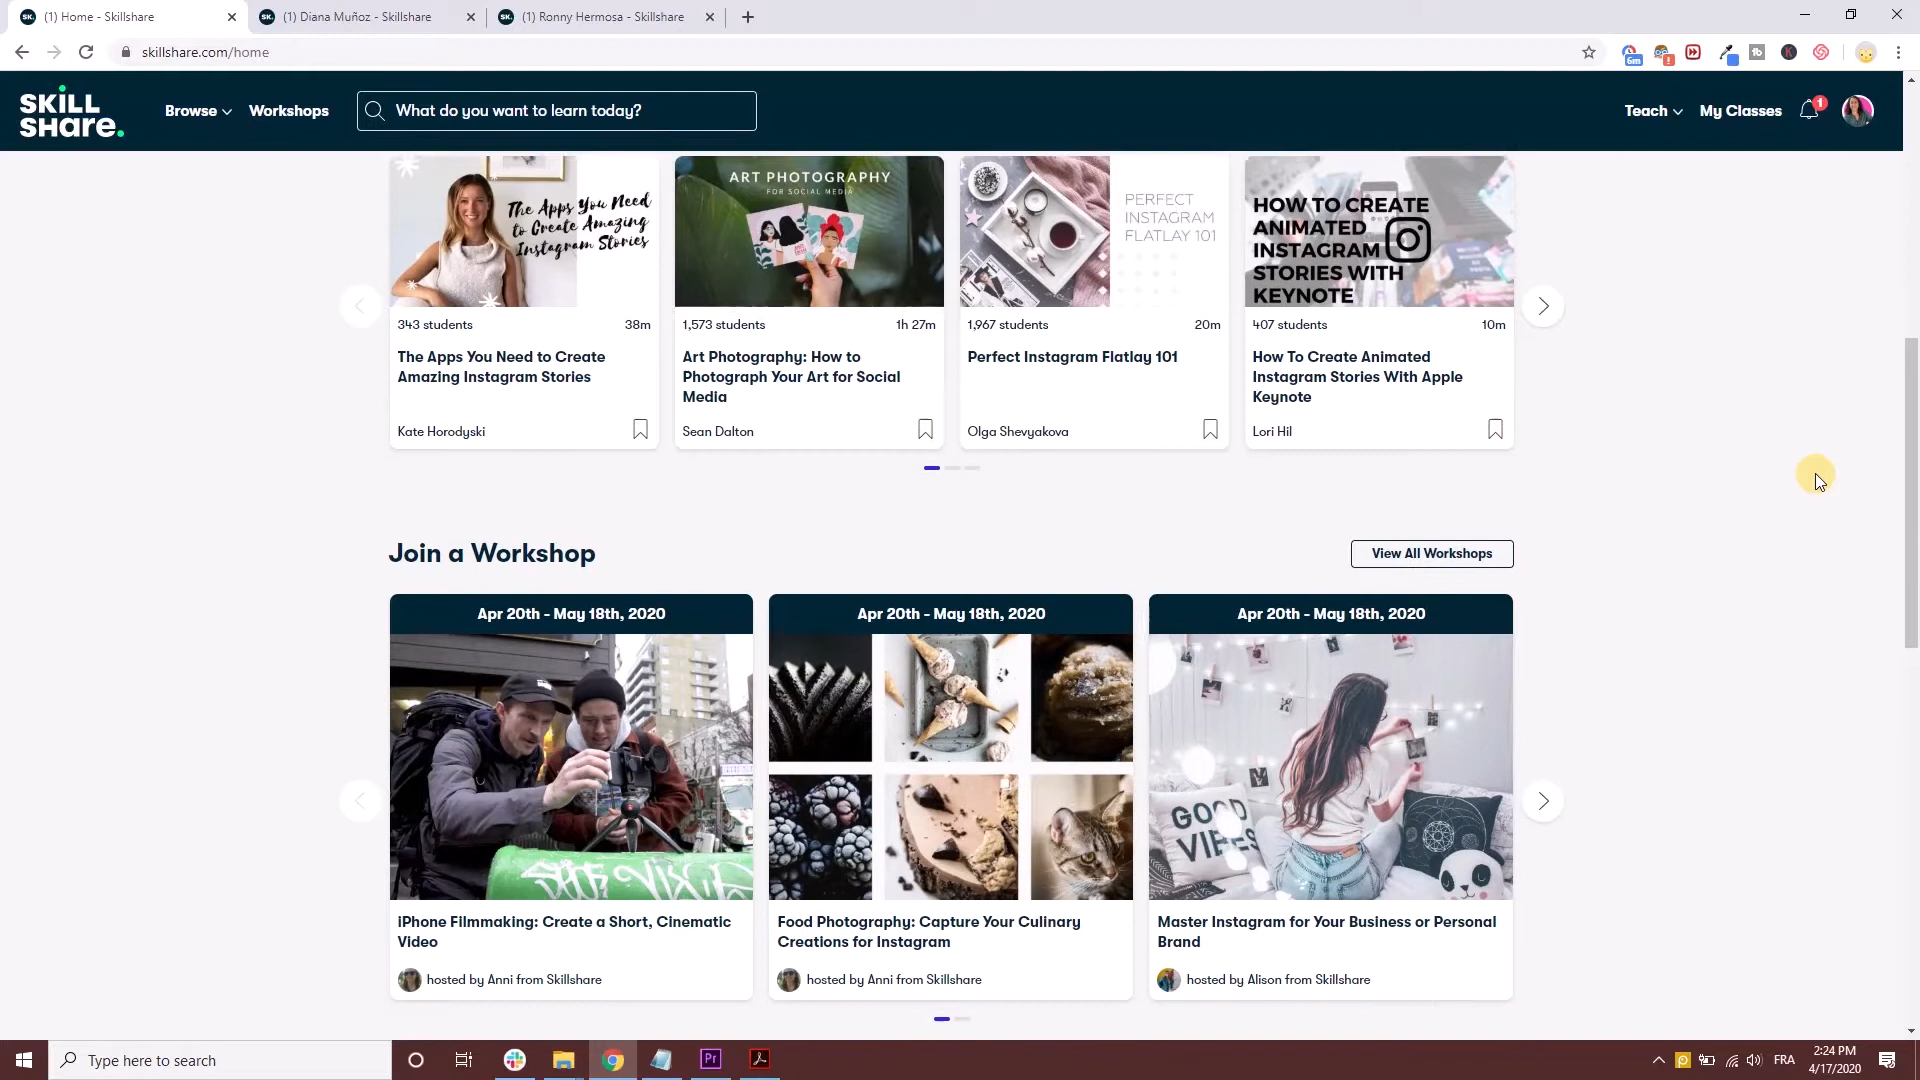 (1) Home - Skillshare
(1) Diana Muñoz - Skillshare
(1) Ronny Hermosa - Skillshare
skillshare.com/home
6m
SKILL
SHARE.
Browse
Workshops
What do you want to learn today?
Teach
My Classes
1
The Apps You Need
to Create Amazing
Instagram Stories
ART PHOTOGRAPHY
FOR SOCIAL MEDIA
PERFECT
INSTAGRAM
FLATLAY 101
HOW TO CREATE
ANIMATED
INSTAGRAM
STORIES WITH
KEYNOTE
343 students
38m
1,573 students
1h 27m
1,967 students
20m
407 students
10m
The Apps You Need to Create
Amazing Instagram Stories
Art Photography: How to
Photograph Your Art for Social
Media
Perfect Instagram Flatlay 101
How To Create Animated
Instagram Stories With Apple
Keynote
Kate Horodyski
Sean Dalton
Olga Shevyakova
Lori Hil
Join a Workshop
View All Workshops
Apr 20th - May 18th, 2020
Apr 20th - May 18th, 2020
Apr 20th - May 18th, 2020
GOOD
VIBES
iPhone Filmmaking: Create a Short, Cinematic
Video
Food Photography: Capture Your Culinary
Creations for Instagram
Master Instagram for Your Business or Personal
Brand
hosted by Anni from Skillshare
hosted by Anni from Skillshare
hosted by Alison from Skillshare
Type here to search
Pr
FRA
2:24 PM
4/17/2020